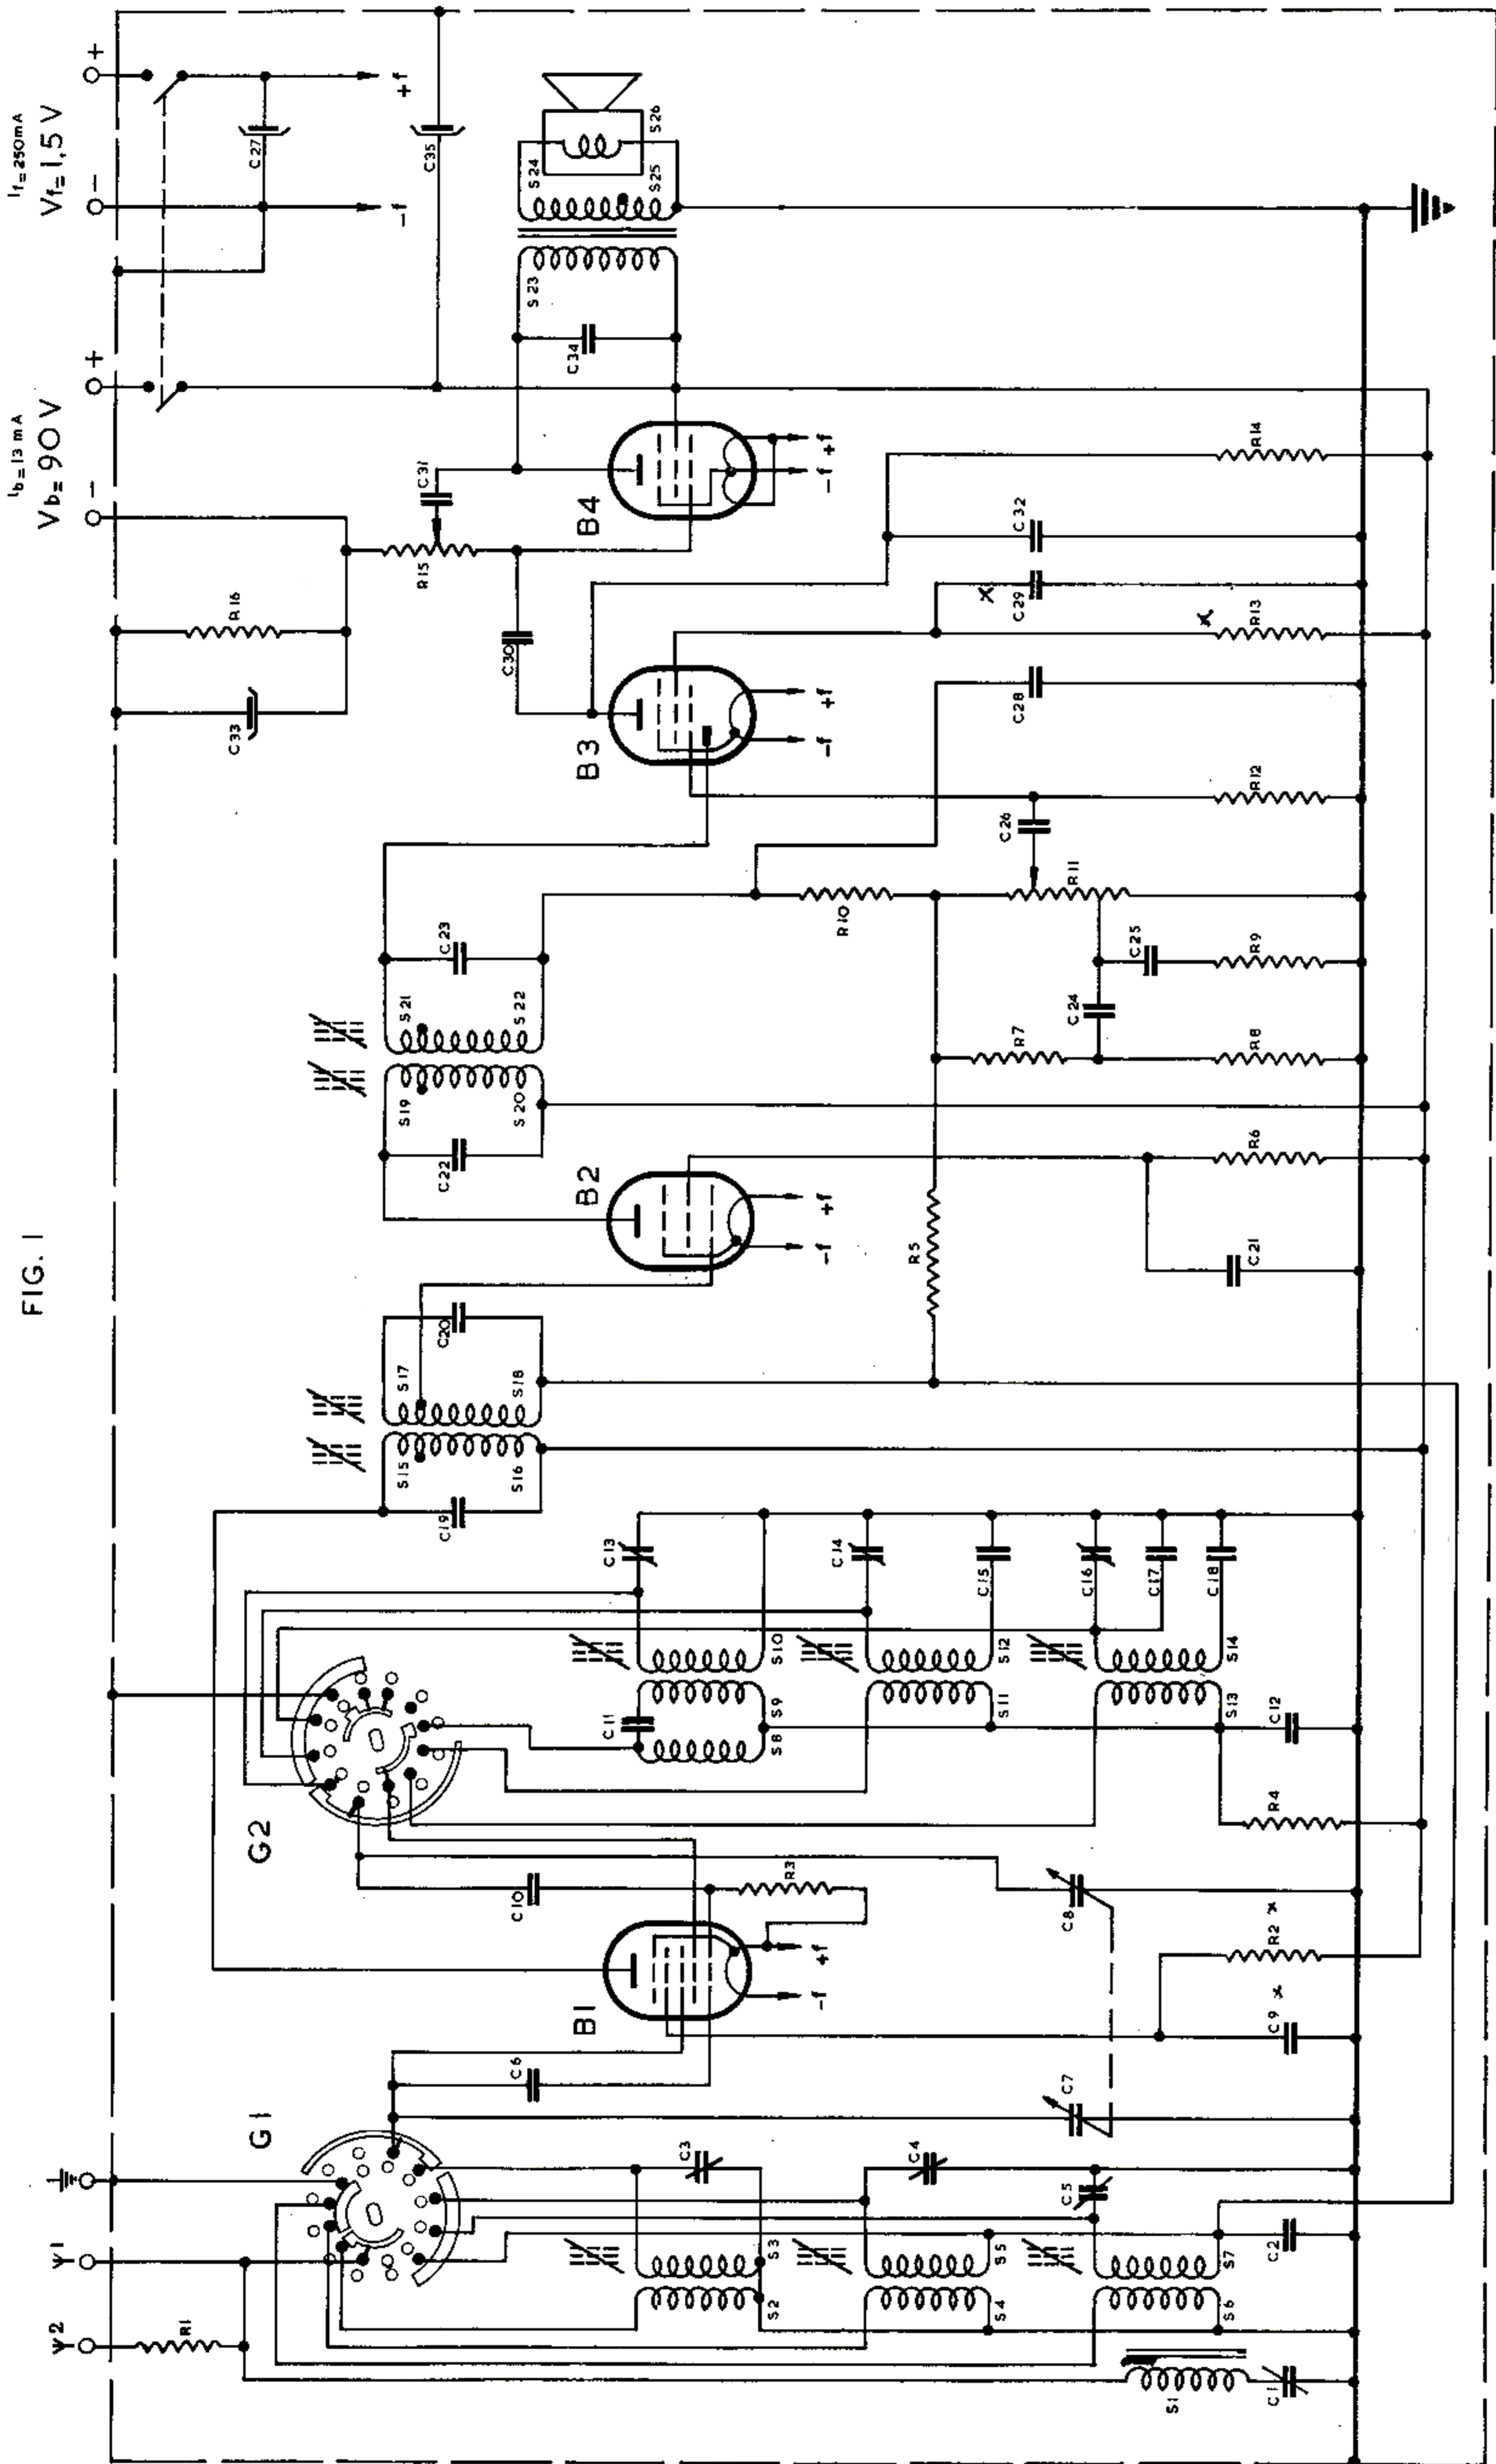 FIG. 1
Y2
Y1
G1
G2
If=250mA
Vf=1,5 V
Ib=13 mA
Vb=90 V
-
+
-
+
R1
S1
C1
S2
S3
C3
S4
S5
C4
S6
S7
C5
C2
C6
C7
B1
-f
+f
C9 x
R2 x
C10
R3
C8
R4
C12
C11
S8
S9
S10
C13
S11
S12
C14
C15
S13
S14
C16
C17
C18
C19
S15
S16
S17
S18
C20
B2
-f
+f
R5
C21
R6
C22
S19
S20
S21
S22
C23
R7
R8
C24
C25
R9
R10
R11
C26
R12
B3
-f
+f
C28
C29
x
R13
x
C32
R14
C33
R16
C30
R15
C31
B4
-f
+f
C34
S23
S24
S25
S26
C27
C35
-f
+f